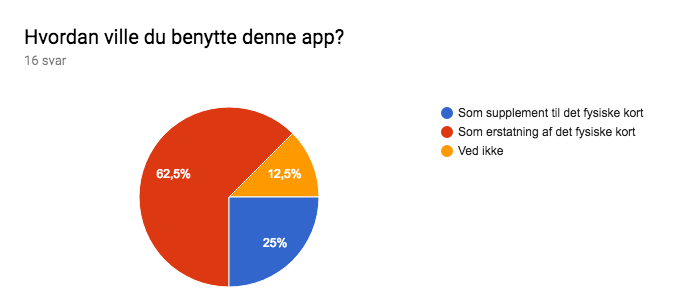 Hvordan ville du benytte denne app?
16 svar
Som supplement til det fysiske kort
Som erstatning af det fysiske kort
Ved ikke
62,5%
12,5%
25%